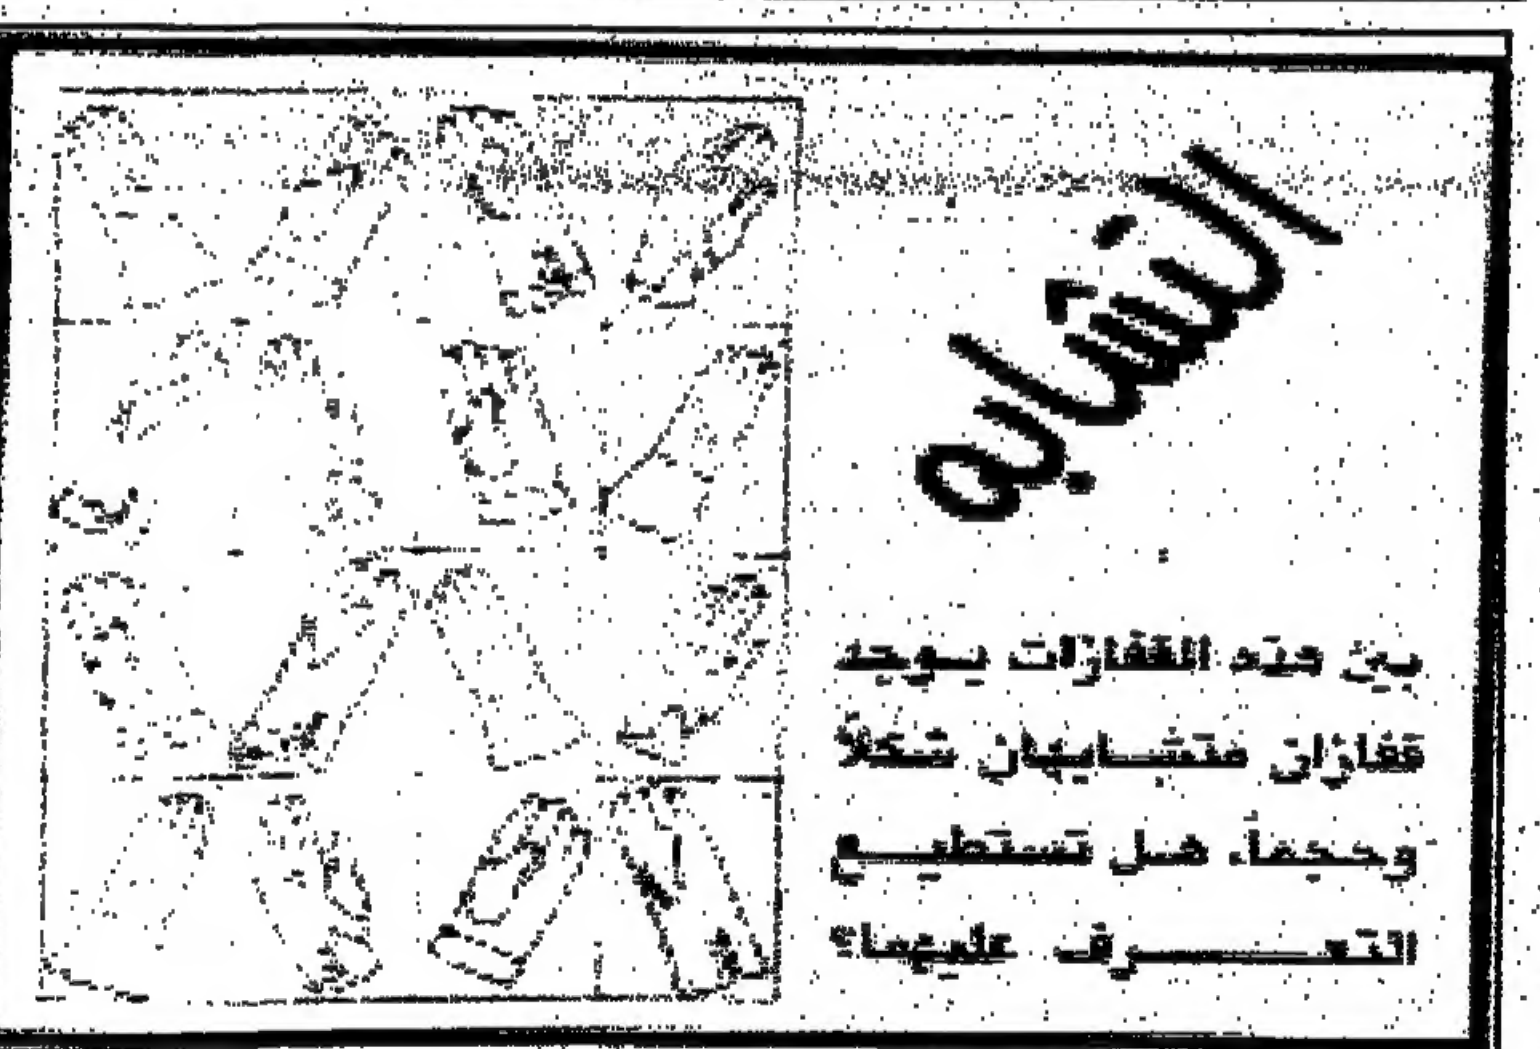 التشابه
بين هذه القفازات يوجد
قفازان متشابهان شكلاً
وحجماً، هل تستطيع
التعرف عليهما؟